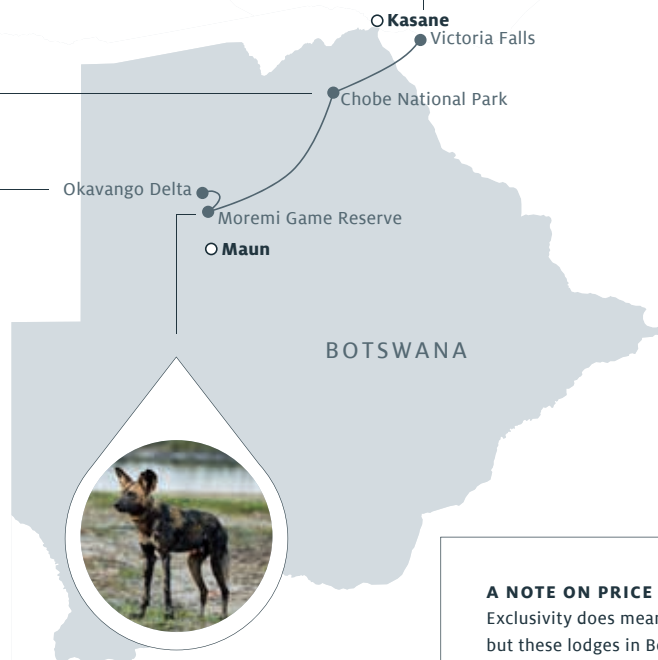 Kasane
Victoria Falls
Chobe National Park
Okavango Delta
Moremi Game Reserve
Maun
BOTSWANA
A NOTE ON PRICE
Exclusivity does mean
but these lodges in